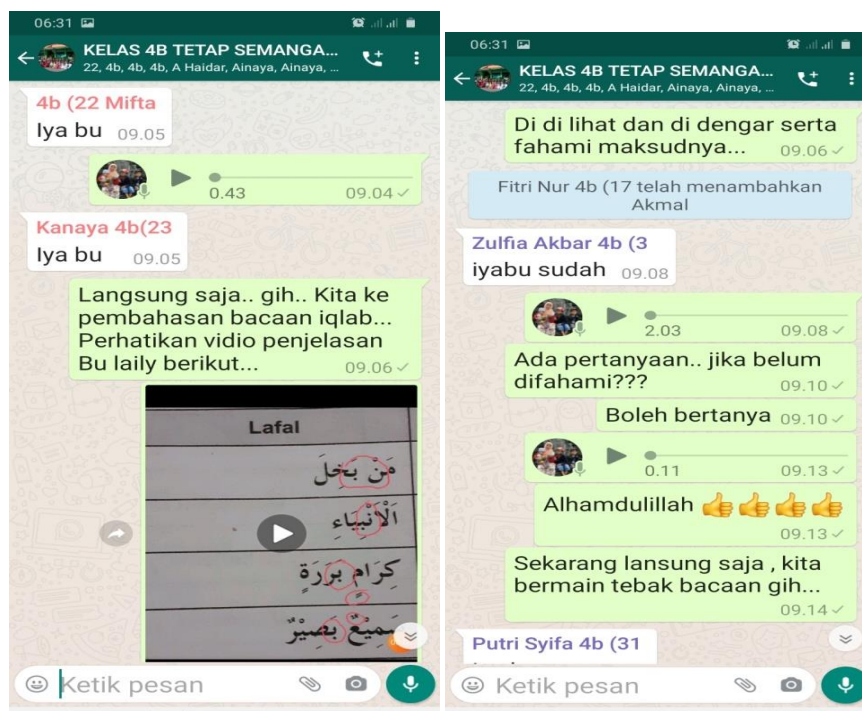 06:31
KELAS 4B TETAP SEMANGA...
22, 4b, 4b, 4b, A Haidar, Ainaya, Ainaya, ...
4b (22 Mifta
Iya bu 09.05
0.43 09.04
Kanaya 4b(23
Iya bu 09.05
Langsung saja.. gih.. Kita ke
pembahasan bacaan iqlab...
Perhatikan vidio penjelasan
Bu laily berikut... 09.06
Lafal
مَنْ بَخِلَ
اَلْاَنْبِيَاءِ
كِرَامٍ بَرَرَةٍ
سَمِيْعٌ بَصِيْرٌ
Ketik pesan
06:31
KELAS 4B TETAP SEMANGA...
22, 4b, 4b, 4b, A Haidar, Ainaya, Ainaya, ...
Di di lihat dan di dengar serta
fahami maksudnya... 09.06
Fitri Nur 4b (17 telah menambahkan
Akmal
Zulfia Akbar 4b (3
iyabu sudah 09.08
2.03 09.08
Ada pertanyaan.. jika belum
difahami??? 09.10
Boleh bertanya 09.10
0.11 09.13
Alhamdulillah 👍👍👍👍
09.13
Sekarang lansung saja , kita
bermain tebak bacaan gih...
09.14
Putri Syifa 4b (31
Ketik pesan